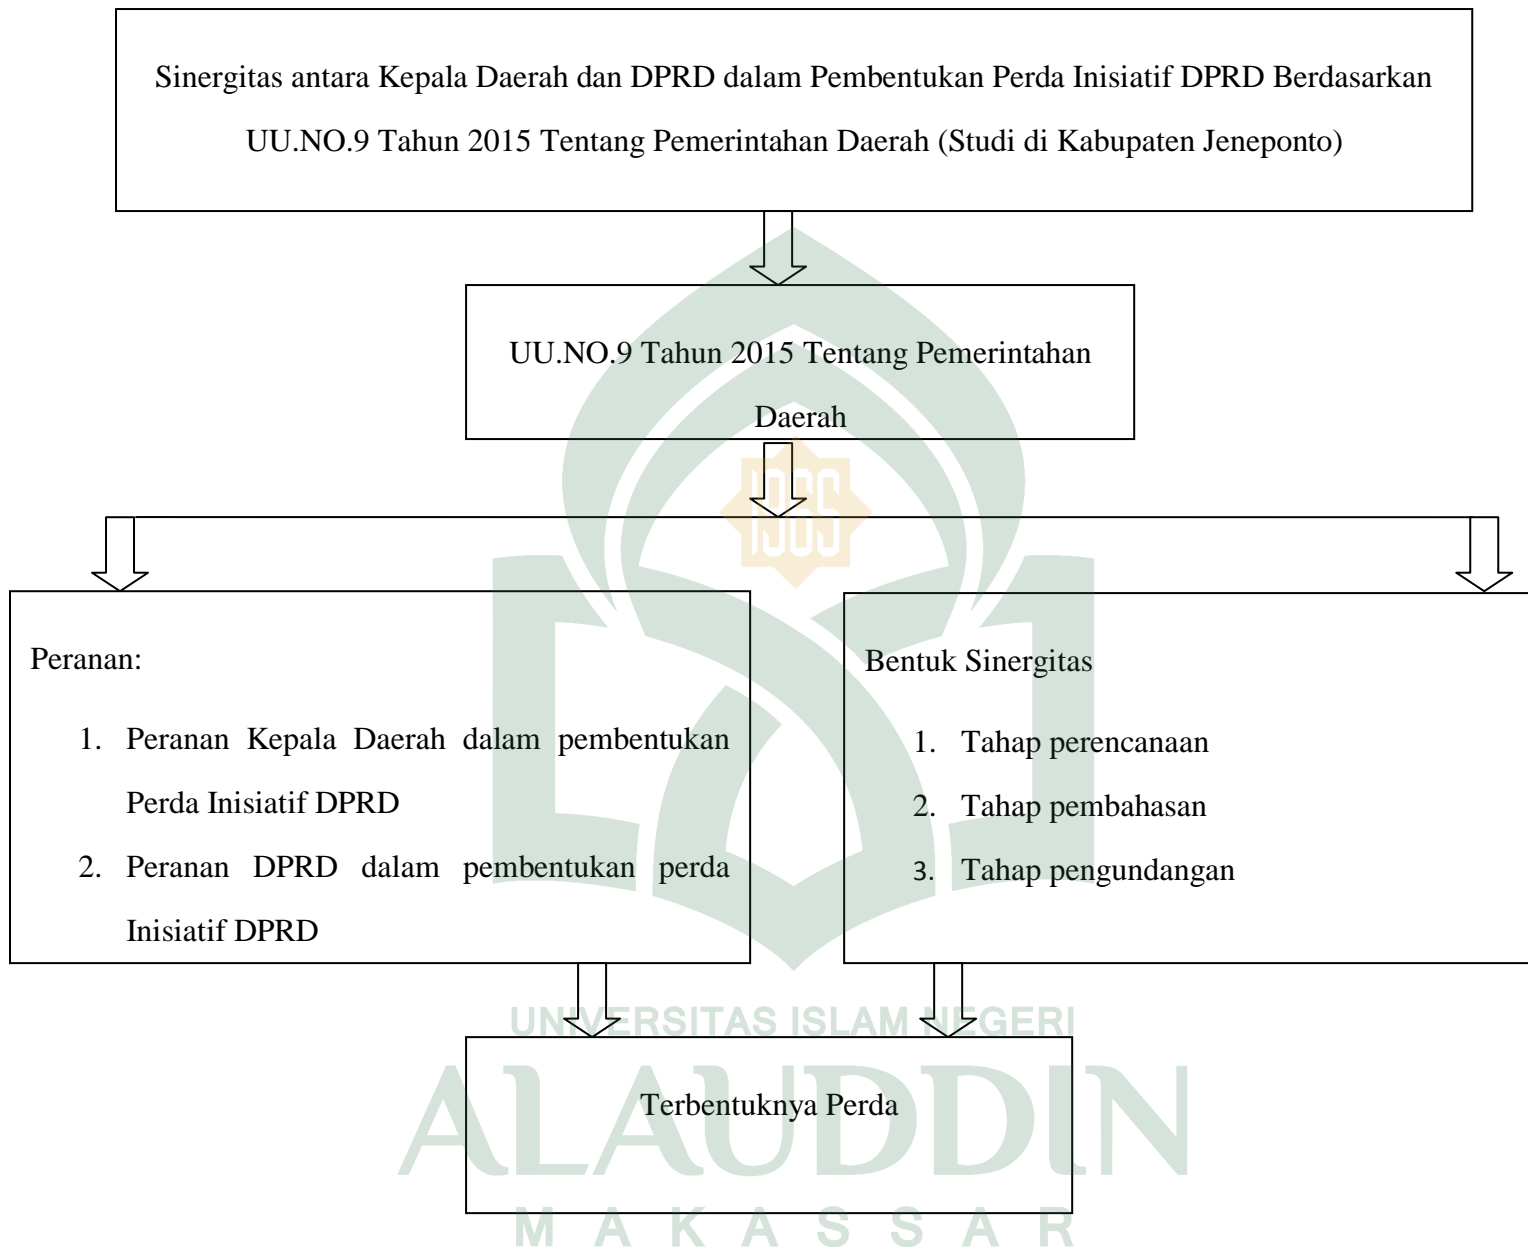 Sinergitas antara Kepala Daerah dan DPRD dalam Pembentukan Perda Inisiatif DPRD Berdasarkan
UU.NO.9 Tahun 2015 Tentang Pemerintahan Daerah (Studi di Kabupaten Jeneponto)
UU.NO.9 Tahun 2015 Tentang Pemerintahan
Daerah
1965
Peranan:
1. Peranan Kepala Daerah dalam pembentukan
Perda Inisiatif DPRD
2. Peranan DPRD dalam pembentukan perda
Inisiatif DPRD
Bentuk Sinergitas
1. Tahap perencanaan
2. Tahap pembahasan
3. Tahap pengundangan
UNIVERSITAS ISLAM NEGERI
Terbentuknya Perda
ALAUDDIN
MAKASSAR